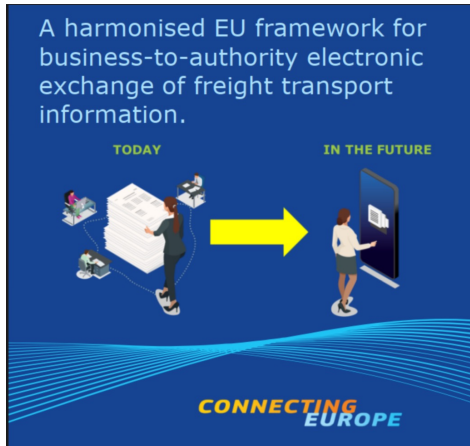 A harmonised EU framework for
business-to-authority electronic
exchange of freight transport
information.
TODAY
IN THE FUTURE
CONNECTING
EUROPE